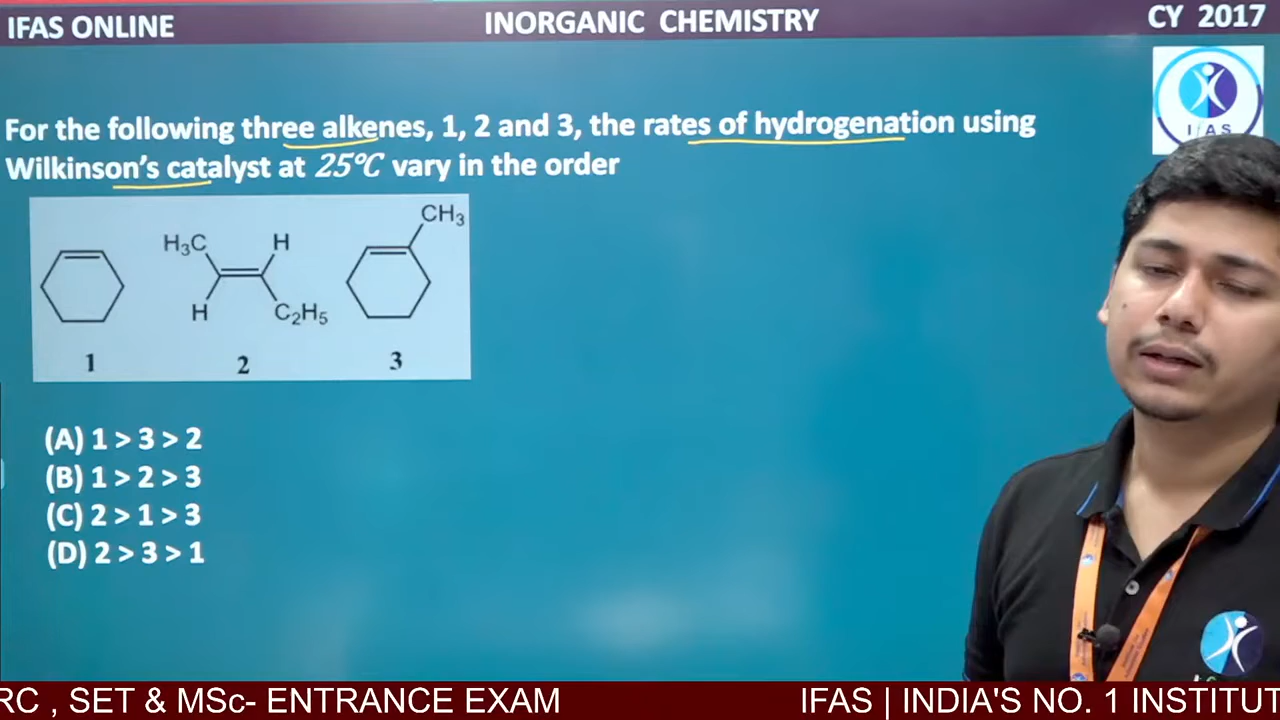 IFAS ONLINE
INORGANIC CHEMISTRY
CY 2017
IFAS
For the following three alkenes, 1, 2 and 3, the rates of hydrogenation using
Wilkinson's catalyst at 25°C vary in the order
CH₃
H₃C H
H C₂H₅
1 2 3
(A) 1 > 3 > 2
(B) 1 > 2 > 3
(C) 2 > 1 > 3
(D) 2 > 3 > 1
RC , SET & MSc- ENTRANCE EXAM IFAS | INDIA'S NO. 1 INSTITUT